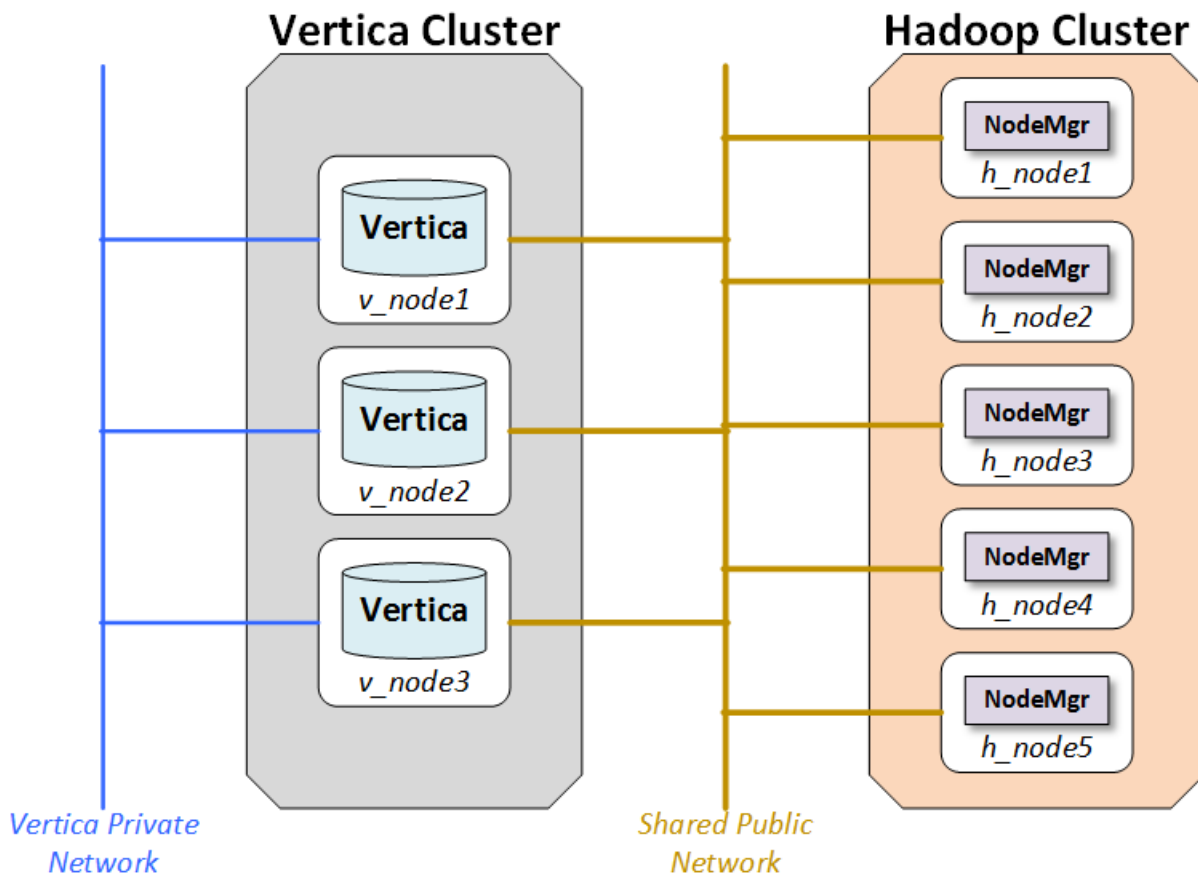 Vertica Cluster
Hadoop Cluster
Vertica
v_node1
Vertica
v_node2
Vertica
v_node3
NodeMgr
h_node1
NodeMgr
h_node2
NodeMgr
h_node3
NodeMgr
h_node4
NodeMgr
h_node5
Vertica Private
Network
Shared Public
Network